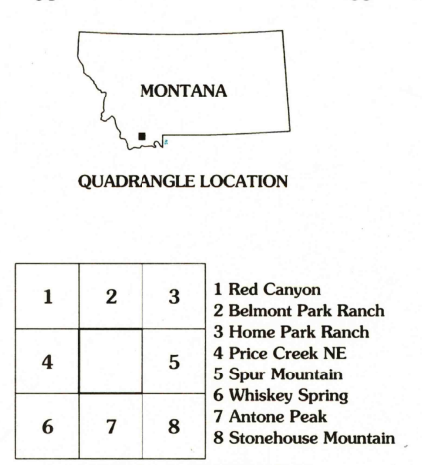 MONTANA
QUADRANGLE LOCATION
1 2 3
4 5
6 7 8
1 Red Canyon
2 Belmont Park Ranch
3 Home Park Ranch
4 Price Creek NE
5 Spur Mountain
6 Whiskey Spring
7 Antone Peak
8 Stonehouse Mountain